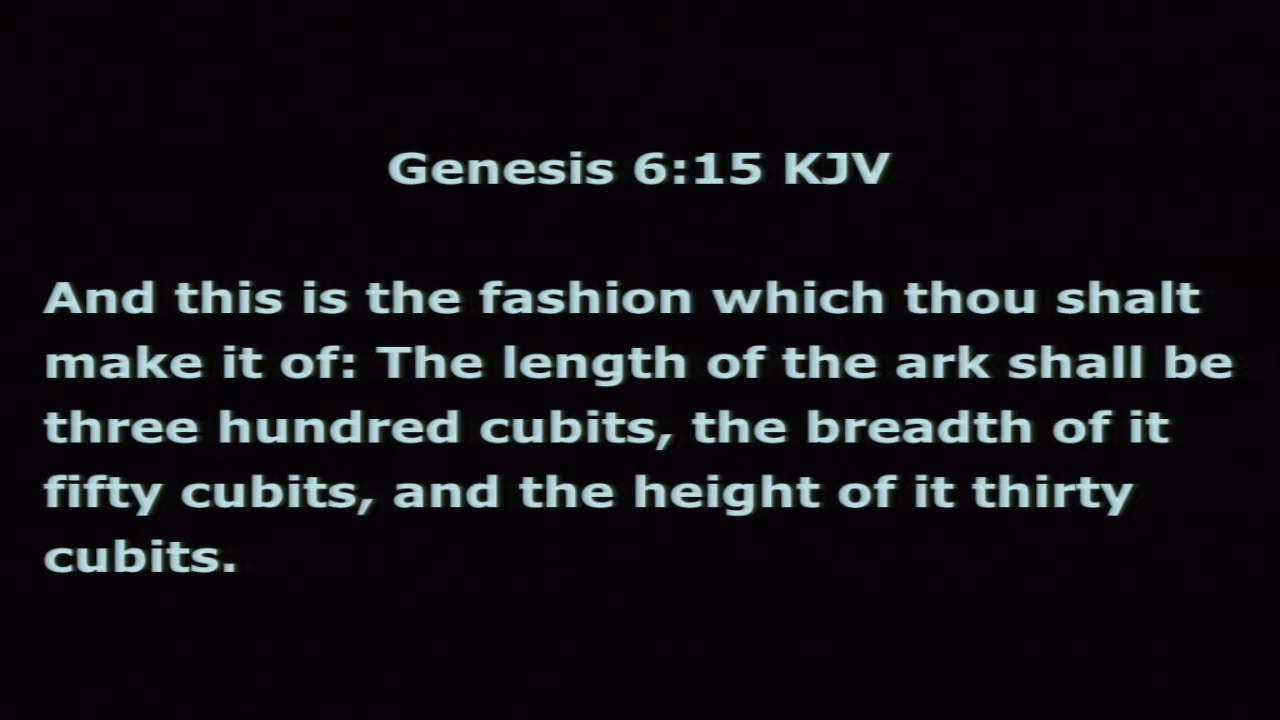 Genesis 6:15 KJV
And this is the fashion which thou shalt
make it of: The length of the ark shall be
three hundred cubits, the breadth of it
fifty cubits, and the height of it thirty
cubits.